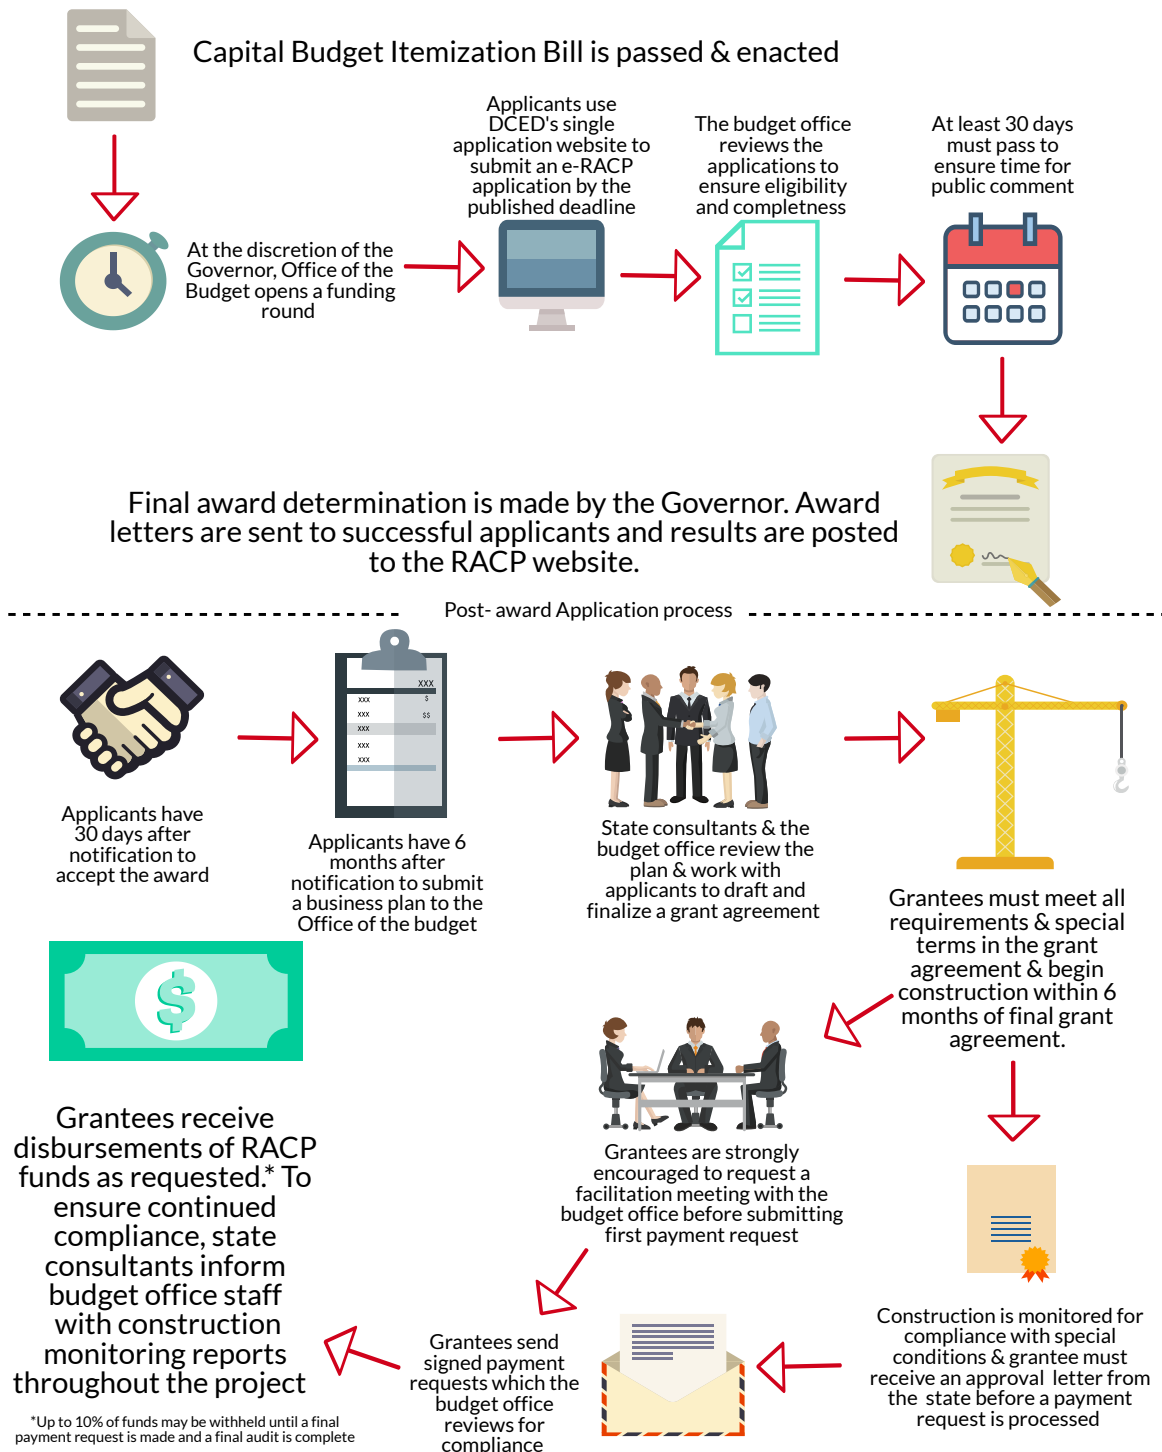 Capital Budget Itemization Bill is passed & enacted
At the discretion of the
Governor, Office of the
Budget opens a funding
round
Applicants use
DCED's single
application website to
submit an e-RACP
application by the
published deadline
The budget office
reviews the
applications to
ensure eligibility
and completness
At least 30 days
must pass to
ensure time for
public comment
Final award determination is made by the Governor. Award
letters are sent to successful applicants and results are posted
to the RACP website.
Post- award Application process
Applicants have
30 days after
notification to
accept the award
XXX
xxx
$
xxx
$$
xxx
xxx
xxx
Applicants have 6
months after
notification to submit
a business plan to the
Office of the budget
State consultants & the
budget office review the
plan & work with
applicants to draft and
finalize a grant agreement
Grantees must meet all
requirements & special
terms in the grant
agreement & begin
construction within 6
months of final grant
agreement.
Grantees are strongly
encouraged to request a
facilitation meeting with the
budget office before submitting
first payment request
Construction is monitored for
compliance with special
conditions & grantee must
receive an approval letter from
the state before a payment
request is processed
Grantees send
signed payment
requests which the
budget office
reviews for
compliance
$
Grantees receive
disbursements of RACP
funds as requested.* To
ensure continued
compliance, state
consultants inform
budget office staff
with construction
monitoring reports
throughout the project
*Up to 10% of funds may be withheld until a final
payment request is made and a final audit is complete